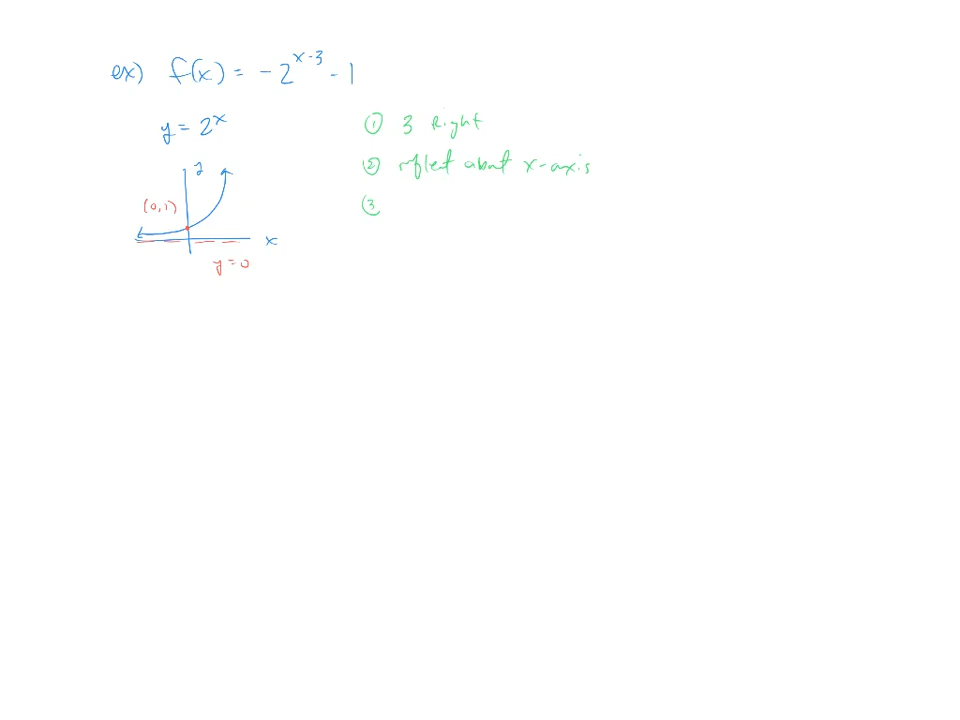 ex) f(x) = -2^{x-3} - 1
y = 2^x
① 3 Right
② reflect about x-axis
③
y
(0,1)
x
y = 0